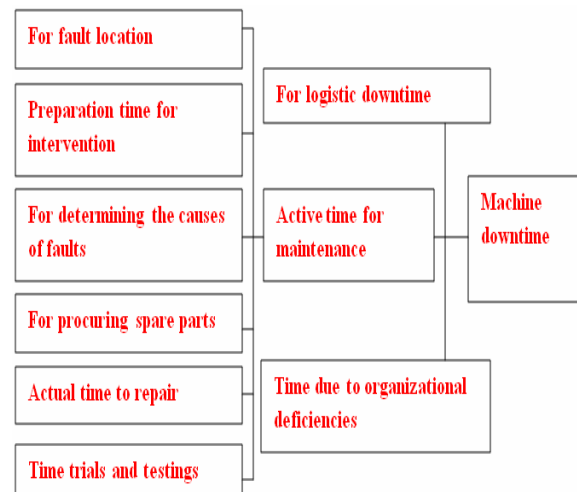 For fault location
Preparation time for
intervention
For determining the causes
of faults
For procuring spare parts
Actual time to repair
Time trials and testings
For logistic downtime
Active time for
maintenance
Time due to organizational
deficiencies
Machine
downtime